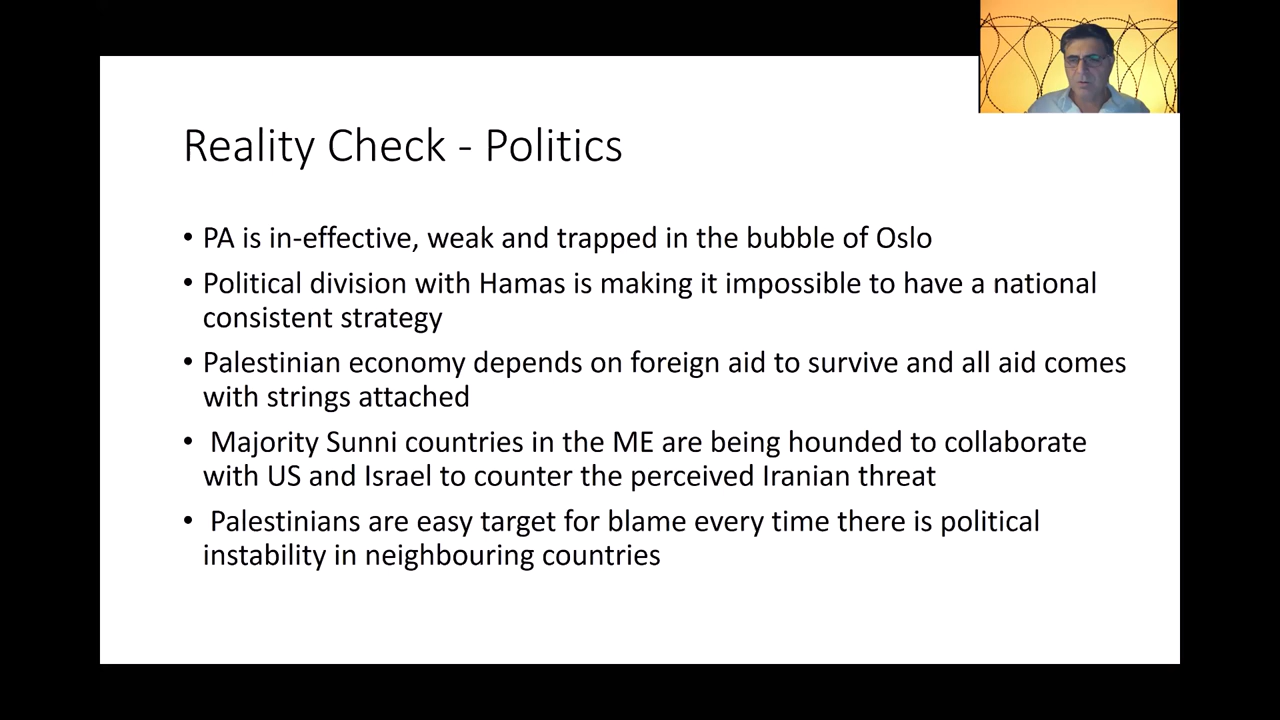 Reality Check - Politics
• PA is in-effective, weak and trapped in the bubble of Oslo
• Political division with Hamas is making it impossible to have a national
consistent strategy
• Palestinian economy depends on foreign aid to survive and all aid comes
with strings attached
• Majority Sunni countries in the ME are being hounded to collaborate
with US and Israel to counter the perceived Iranian threat
• Palestinians are easy target for blame every time there is political
instability in neighbouring countries